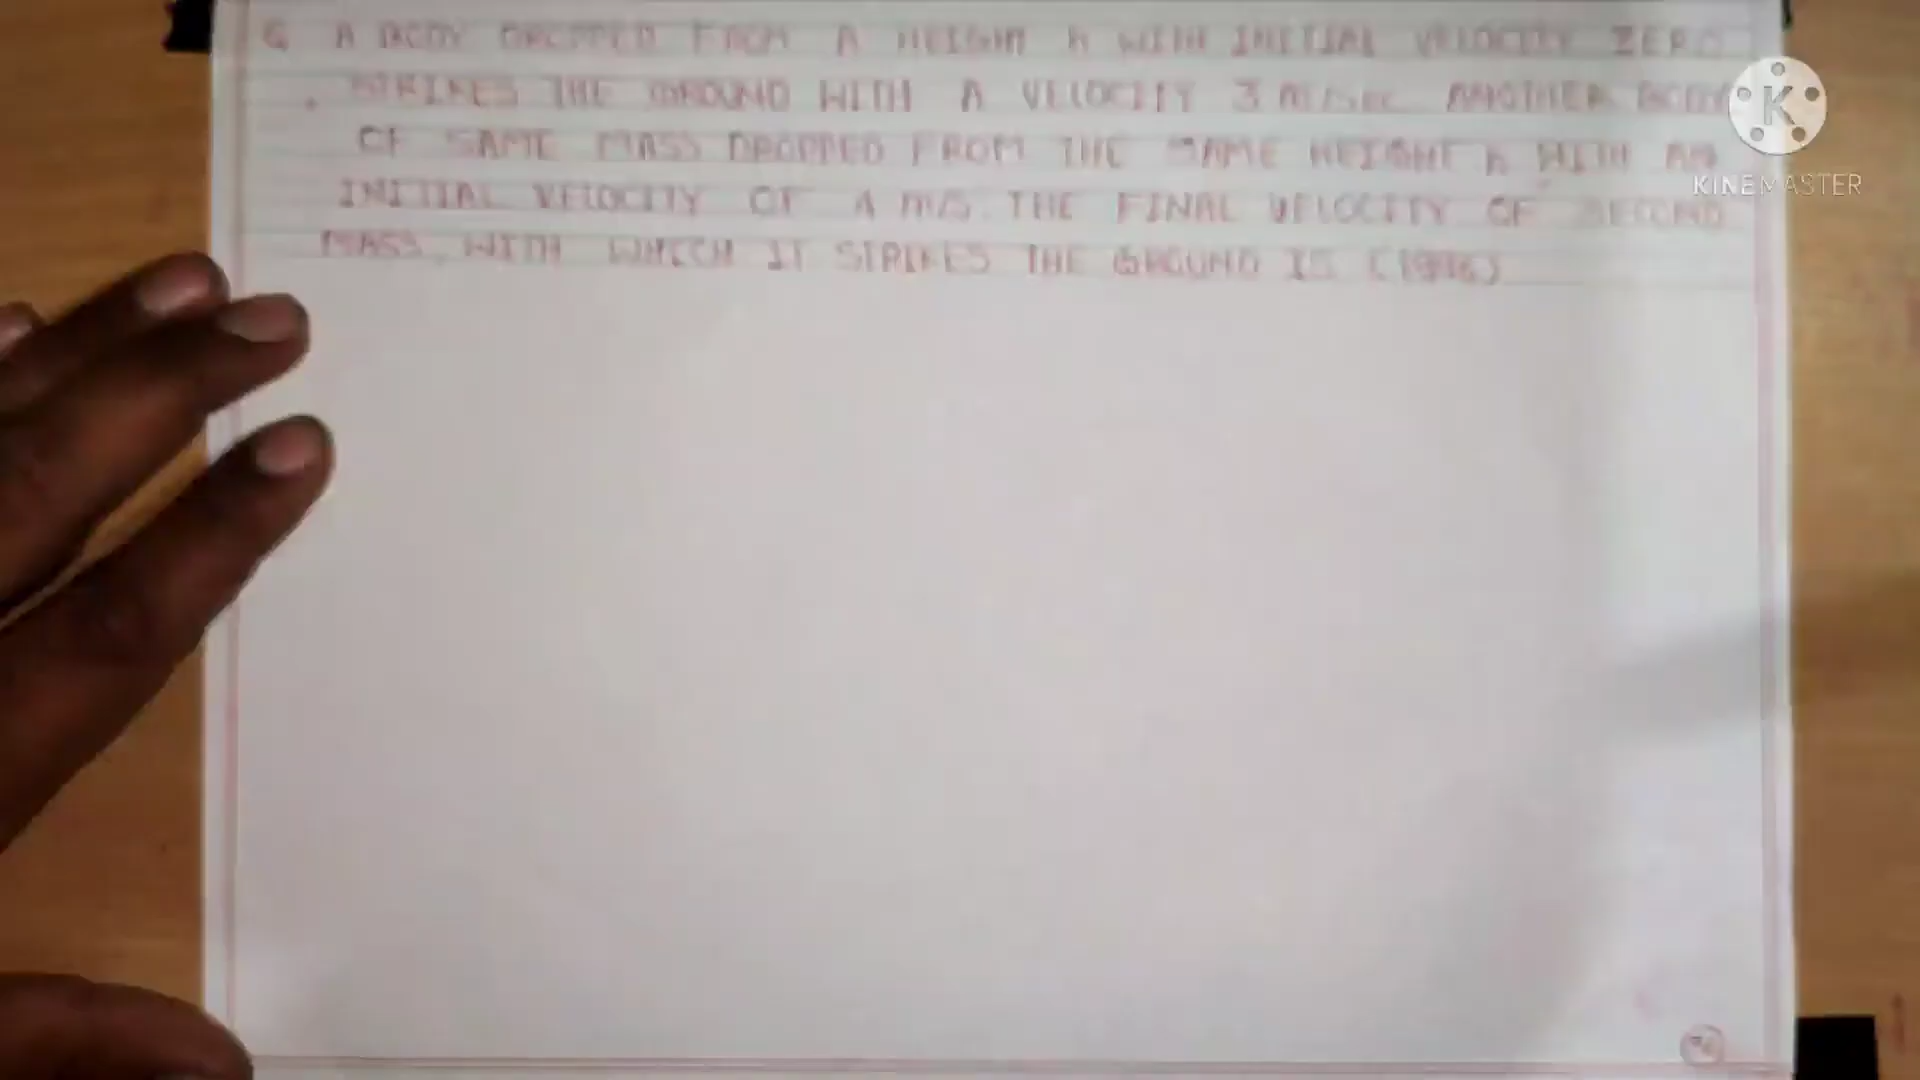 Q A BODY DROPPED FROM A HEIGHT h WITH INITIAL VELOCITY ZERO
STRIKES THE GROUND WITH A VELOCITY 3 m/sec ANOTHER BODY
OF SAME MASS DROPPED FROM THE SAME HEIGHT h WITH AN
INITIAL VELOCITY OF 4 m/s. THE FINAL VELOCITY OF SECOND
MASS, WITH WHICH IT STRIKES THE GROUND IS (1996)
K
KINEMASTER